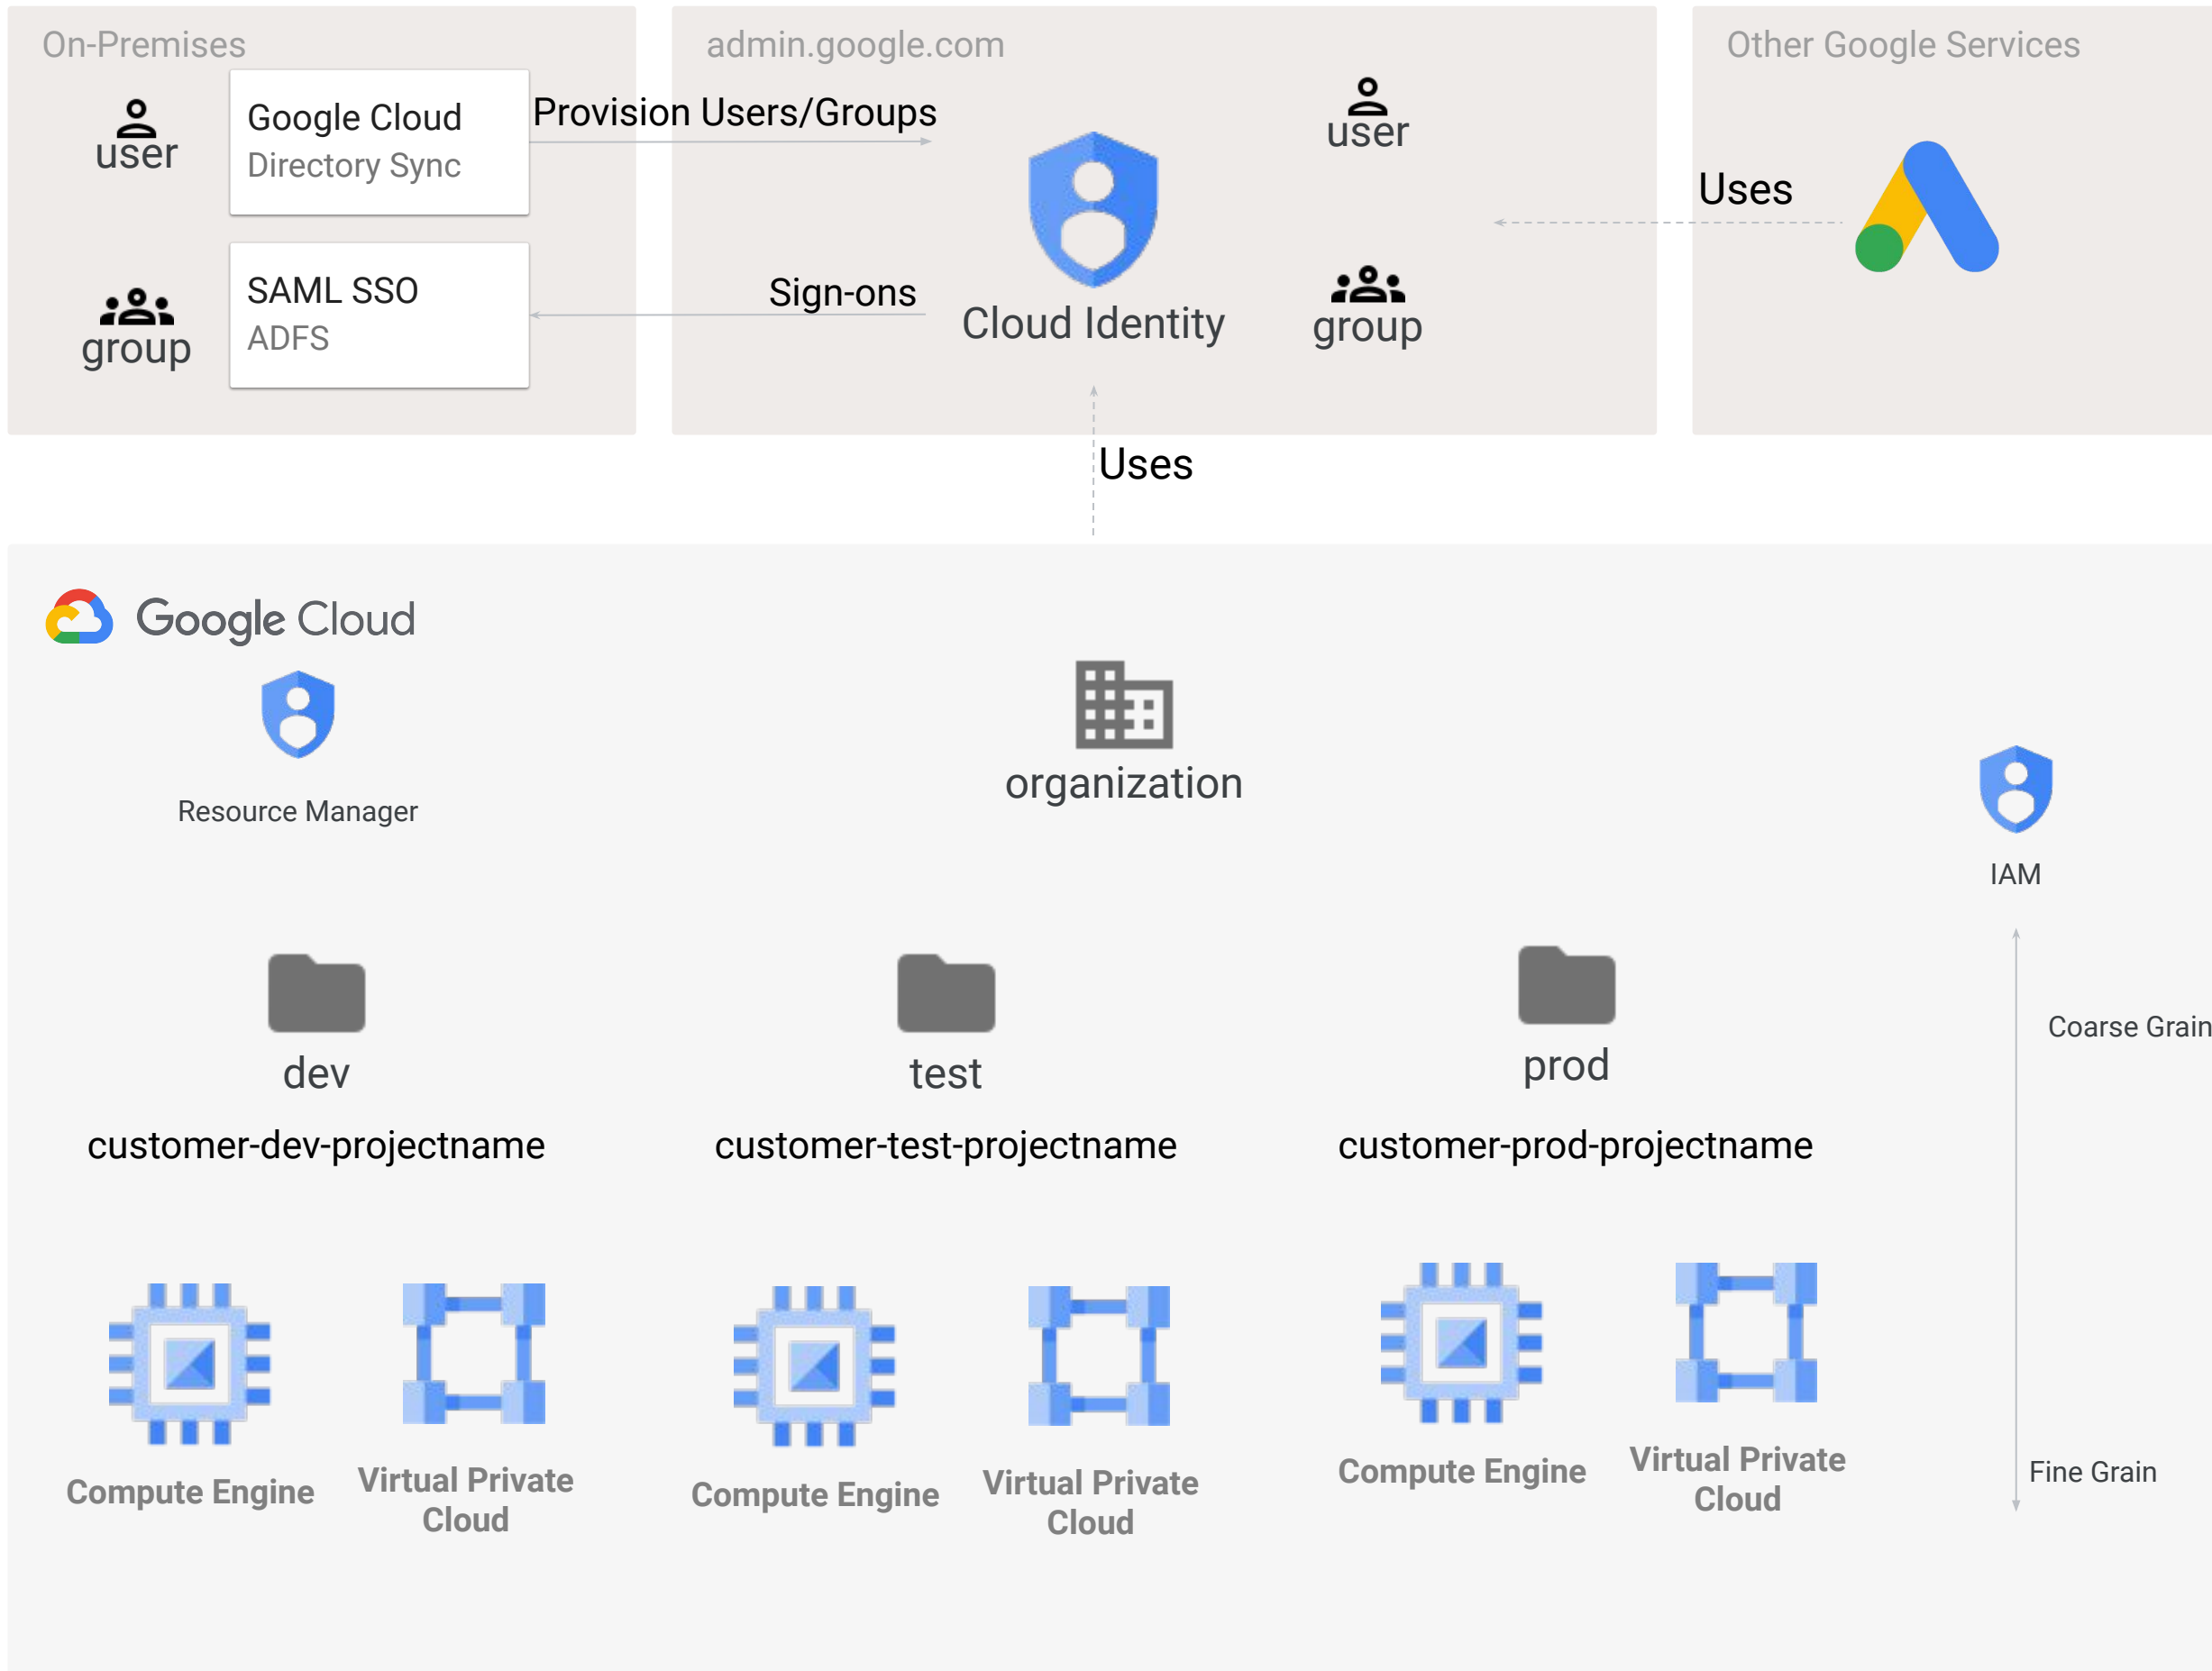 On-Premises
user
Google Cloud
Directory Sync
group
SAML SSO
ADFS
Provision Users/Groups
Sign-ons
admin.google.com
Cloud Identity
user
group
Other Google Services
Uses
Uses
Google Cloud
Resource Manager
organization
IAM
Coarse Grain
Fine Grain
dev
test
prod
customer-dev-projectname
customer-test-projectname
customer-prod-projectname
Compute Engine
Virtual Private
Cloud
Compute Engine
Virtual Private
Cloud
Compute Engine
Virtual Private
Cloud